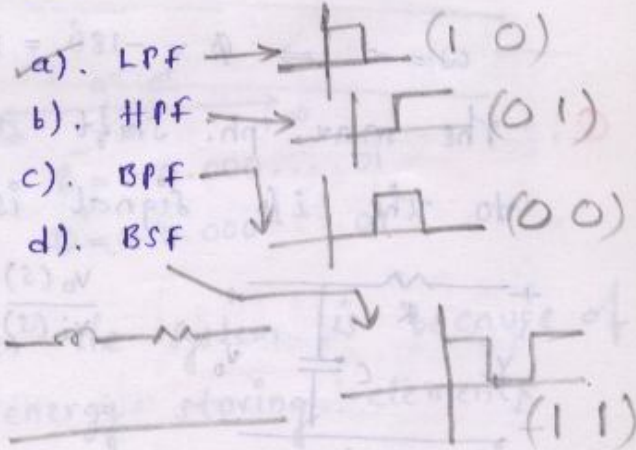 a). LPF → (1 0)
b). HPF → (0 1)
c). BPF (0 0)
d). BSF
(1 1)